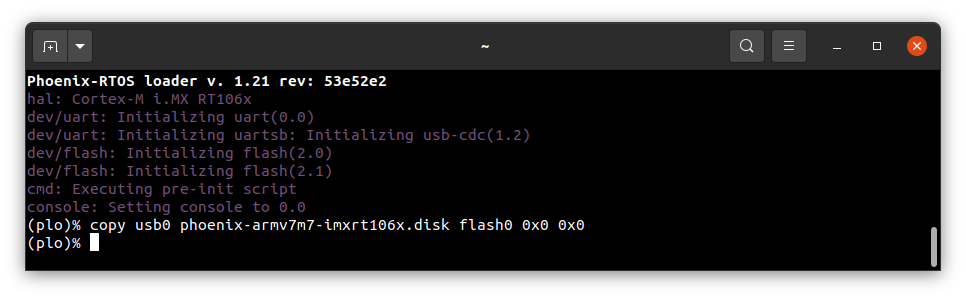 ~
Phoenix-RTOS loader v. 1.21 rev: 53e52e2
hal: Cortex-M i.MX RT106x
dev/uart: Initializing uart(0.0)
dev/uart: Initializing uartsb: Initializing usb-cdc(1.2)
dev/flash: Initializing flash(2.0)
dev/flash: Initializing flash(2.1)
cmd: Executing pre-init script
console: Setting console to 0.0
(plo)% copy usb0 phoenix-armv7m7-imxrt106x.disk flash0 0x0 0x0
(plo)%